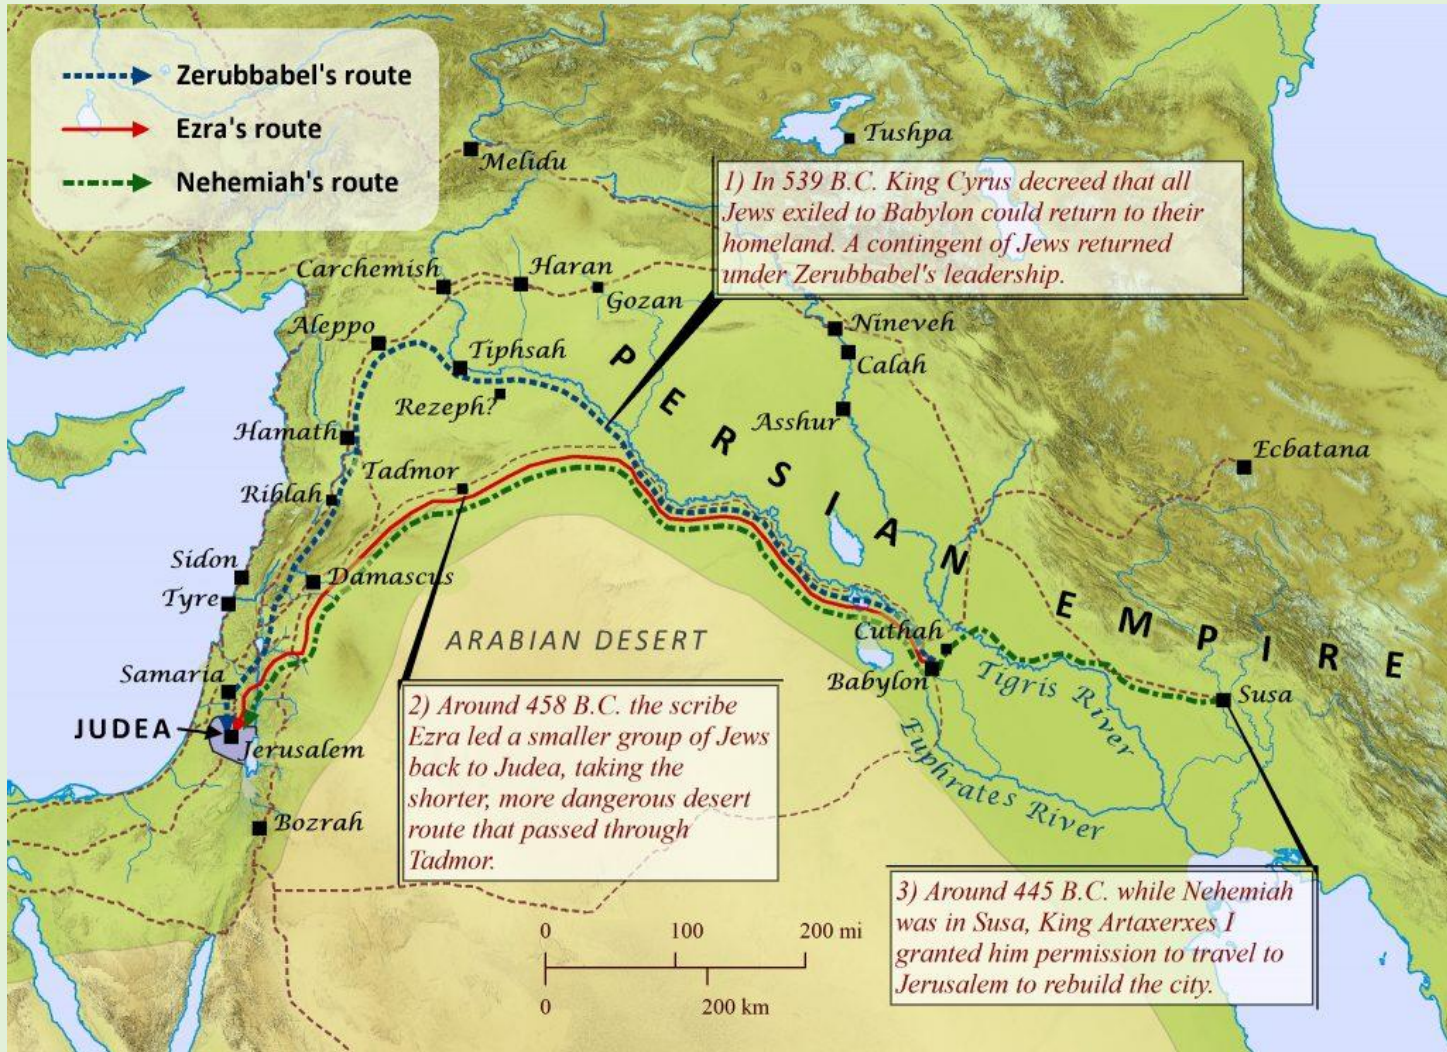 Zerubbabel's route
Ezra's route
Nehemiah's route
Tushpa
Melidu
1) In 539 B.C. King Cyrus decreed that all
Jews exiled to Babylon could return to their
homeland. A contingent of Jews returned
under Zerubbabel's leadership.
Carchemish
Haran
Gozan
Aleppo
Tiphsah
Nineveh
Calah
Rezeph?
Asshur
Hamath
Ecbatana
Tadmor
Riblah
PERSIAN EMPIRE
Sidon
Damascus
Tyre
ARABIAN DESERT
Cuthah
Samaria
Babylon
Tigris River
Susa
JUDEA
Jerusalem
Euphrates River
2) Around 458 B.C. the scribe
Ezra led a smaller group of Jews
back to Judea, taking the
shorter, more dangerous desert
route that passed through
Tadmor.
Bozrah
3) Around 445 B.C. while Nehemiah
was in Susa, King Artaxerxes I
granted him permission to travel to
Jerusalem to rebuild the city.
0 100 200 mi
0 200 km